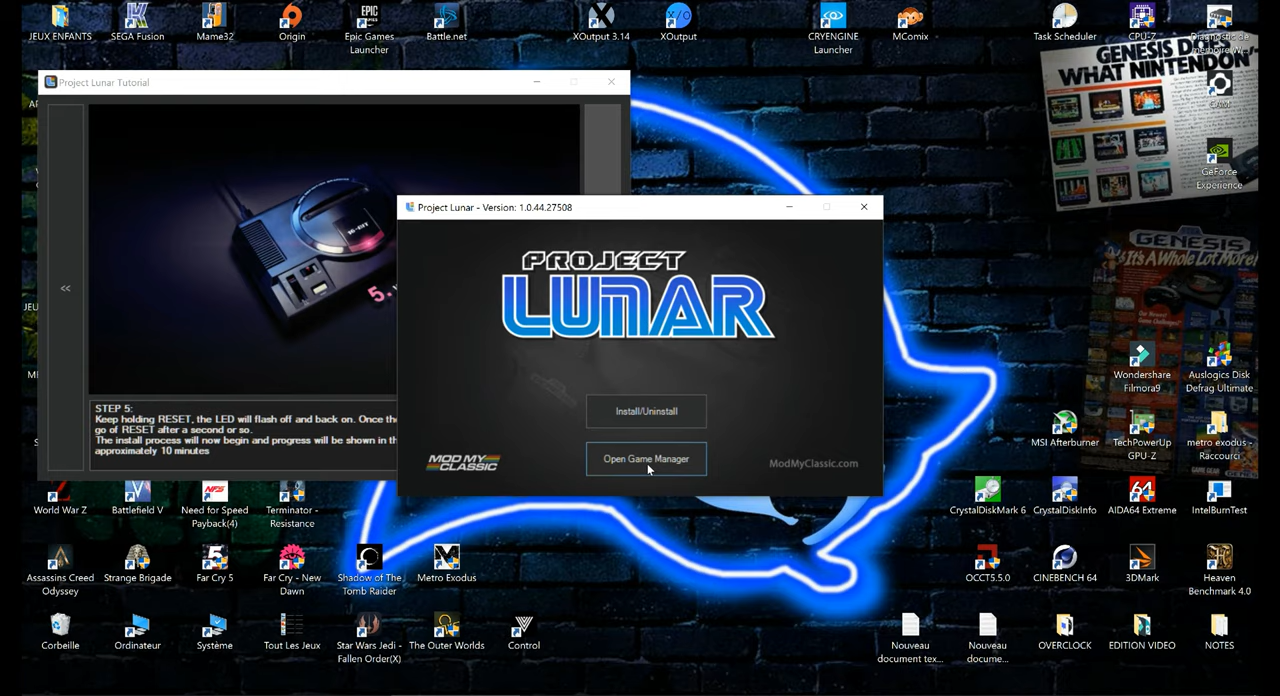 JEUX ENFANTS
SEGA Fusion
Mame32
Origin
Epic Games
Launcher
Battle.net
XOutput 3.14
XOutput
CRYENGINE
Launcher
MComix
Task Scheduler
CPU-Z
Diagnostic de
GENESIS D
WHAT NINTENDON
GeForce
Experience
Project Lunar Tutorial
<<
16-BIT
5.
STEP 5:
Keep holding RESET, the LED will flash off and back on. Once the
go of RESET after a second or so.
The install process will now begin and progress will be shown in th
approximately 10 minutes
Project Lunar - Version: 1.0.44.27508
PROJECT
LUNAR
Install/Uninstall
Open Game Manager
MOD MY
CLASSIC
ModMyClassic.com
GENESIS
It's A Whole Lot More!
Wondershare
Filmora9
Auslogics Disk
Defrag Ultimate
MSI Afterburner
TechPowerUp
GPU-Z
metro exodus -
Raccourci
World War Z
Battlefield V
Need for Speed
Payback(4)
Terminator -
Resistance
CrystalDiskMark 6
CrystalDiskInfo
AIDA64 Extreme
IntelBurnTest
Assassins Creed
Odyssey
Strange Brigade
Far Cry 5
Far Cry - New
Dawn
Shadow of The
Tomb Raider
Metro Exodus
OCCT5.5.0
CINEBENCH 64
3DMark
Heaven
Benchmark 4.0
Corbeille
Ordinateur
Système
Tout Les Jeux
Star Wars Jedi -
Fallen Order(X)
The Outer Worlds
Control
Nouveau
document tex...
Nouveau
docume...
OVERCLOCK
EDITION VIDEO
NOTES